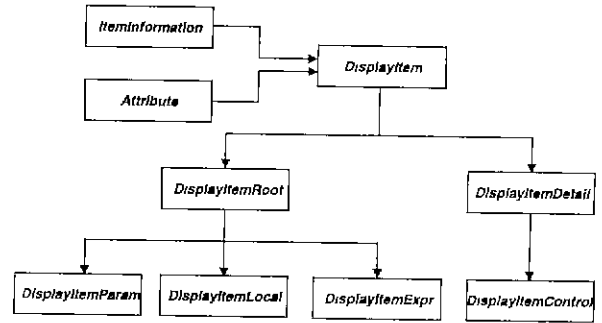 ItemInformation
DisplayItem
Attribute
DisplayItemRoot
DisplayItemDetail
DisplayItemParam
DisplayItemLocal
DisplayItemExpr
DisplayItemControl